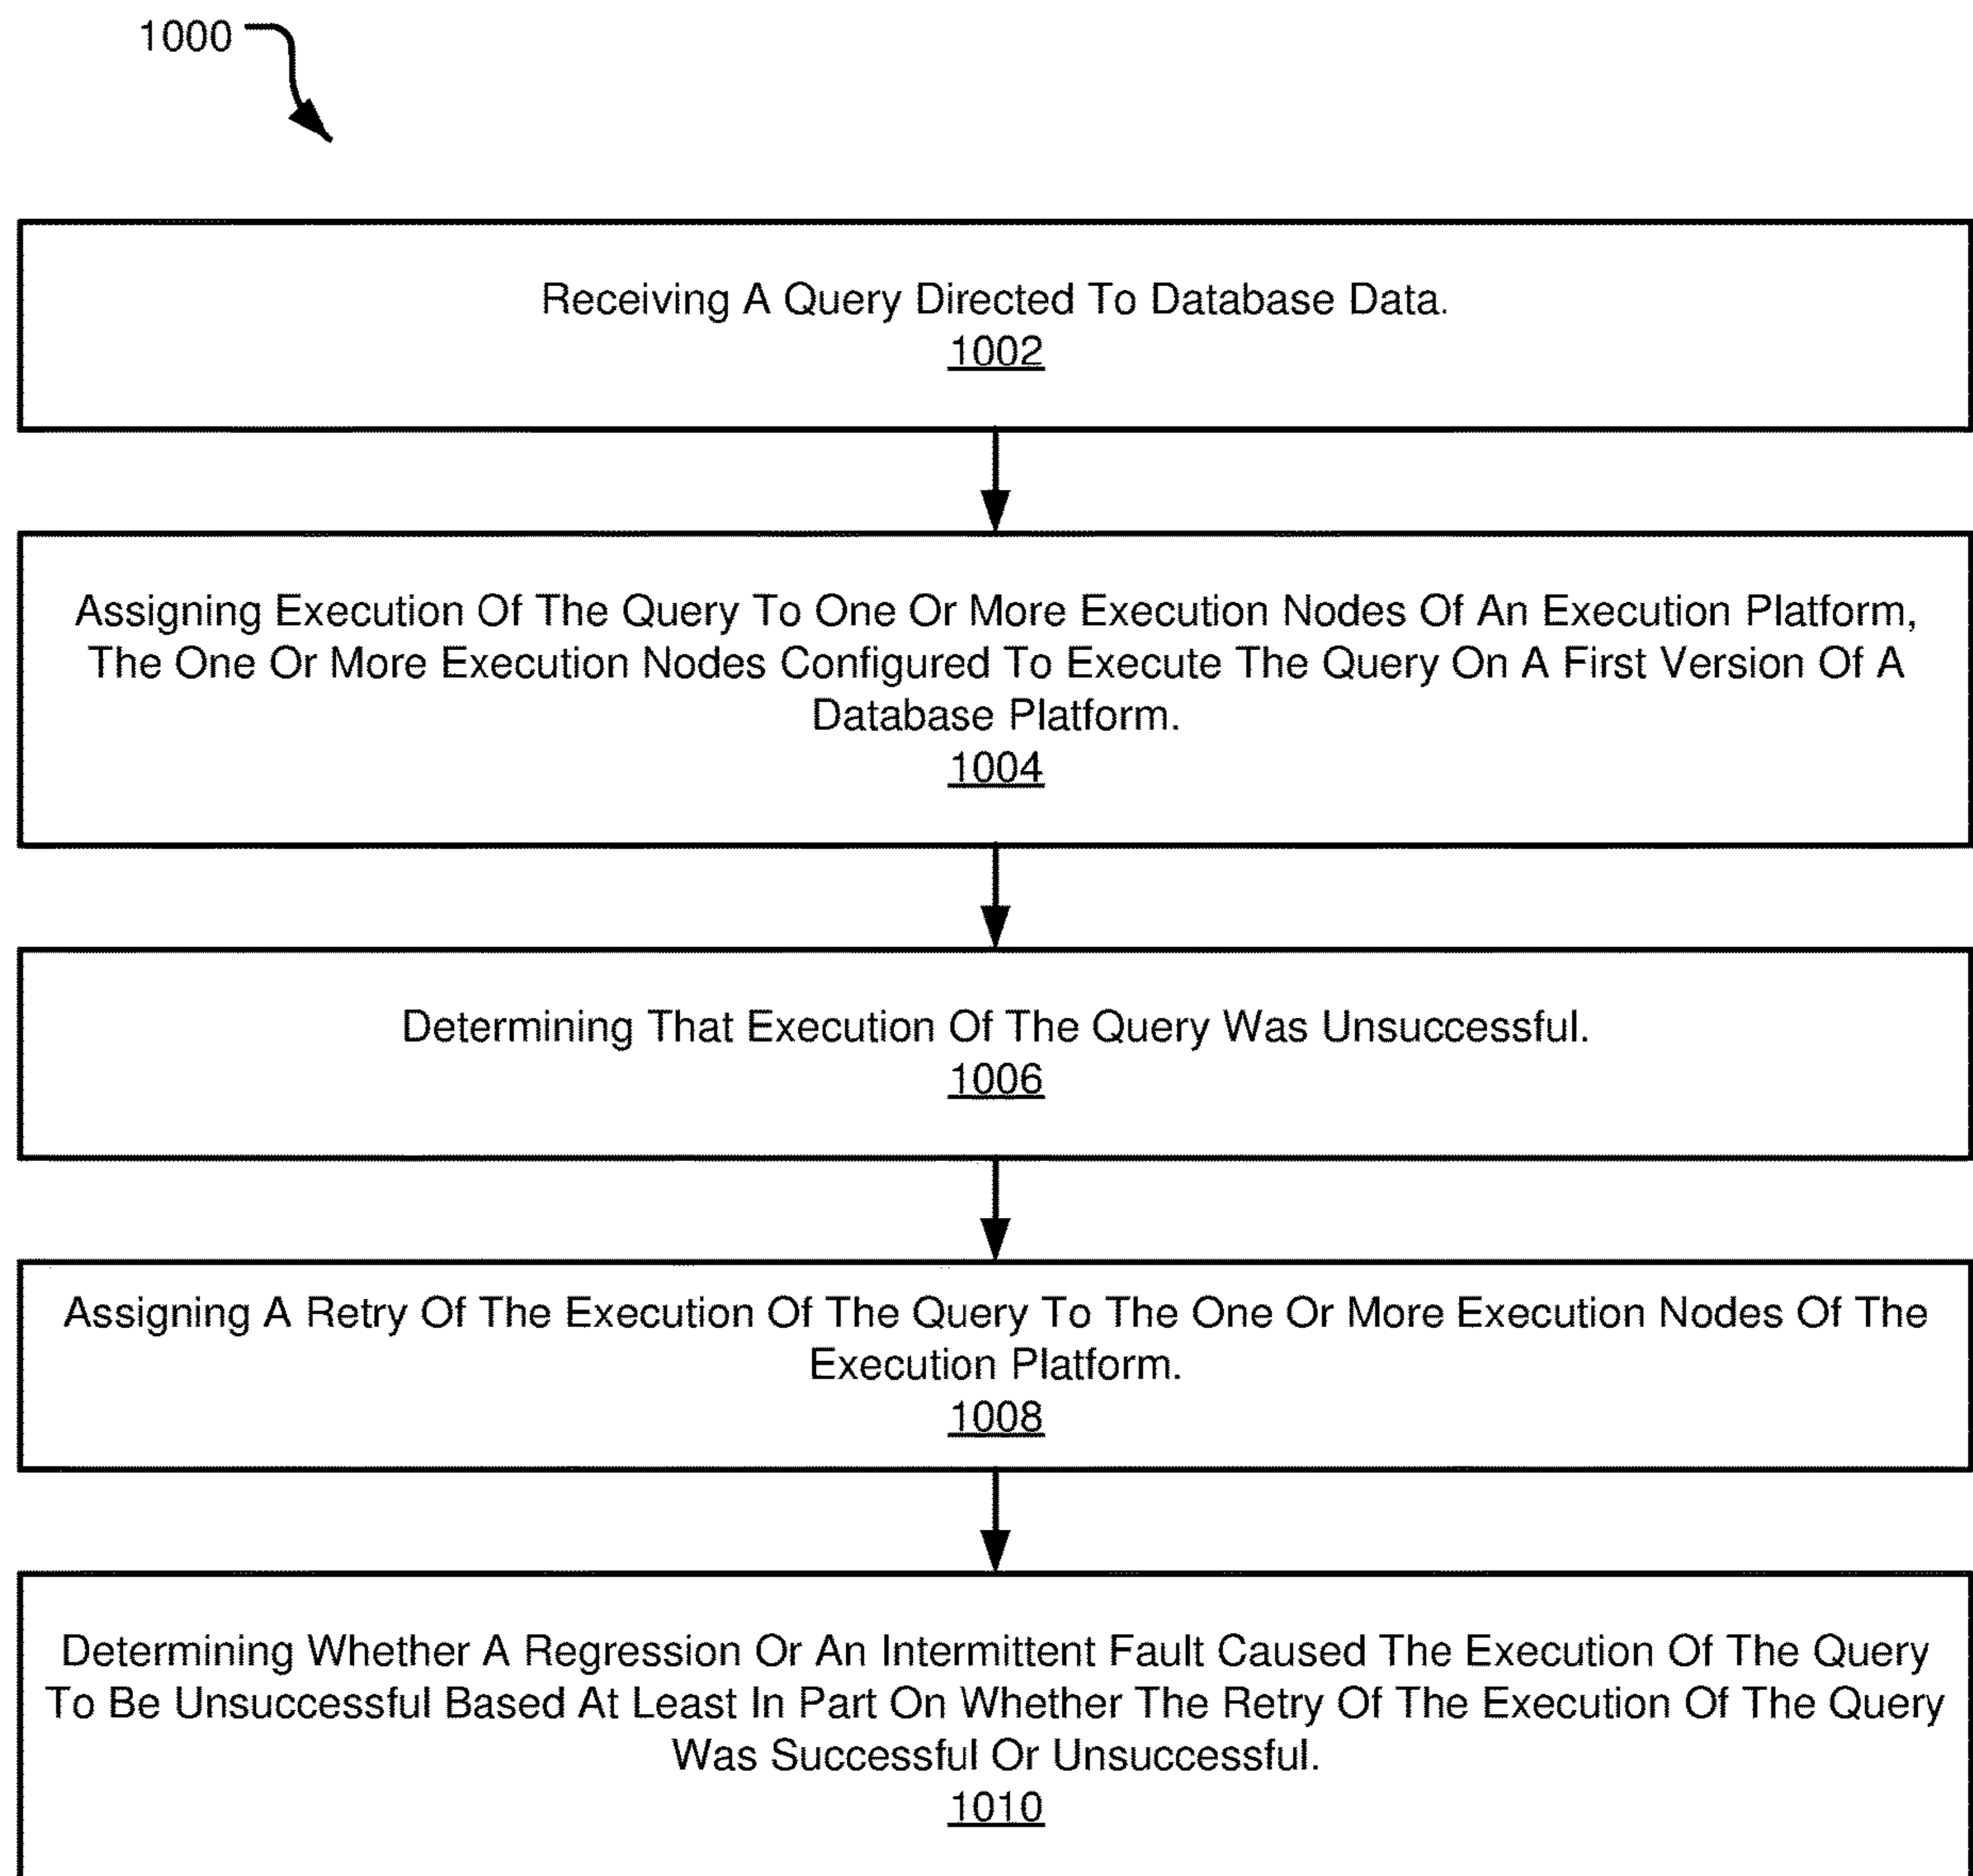 1000
Receiving A Query Directed To Database Data.
1002
Assigning Execution Of The Query To One Or More Execution Nodes Of An Execution Platform,
The One Or More Execution Nodes Configured To Execute The Query On A First Version Of A
Database Platform.
1004
Determining That Execution Of The Query Was Unsuccessful.
1006
Assigning A Retry Of The Execution Of The Query To The One Or More Execution Nodes Of The
Execution Platform.
1008
Determining Whether A Regression Or An Intermittent Fault Caused The Execution Of The Query
To Be Unsuccessful Based At Least In Part On Whether The Retry Of The Execution Of The Query
Was Successful Or Unsuccessful.
1010